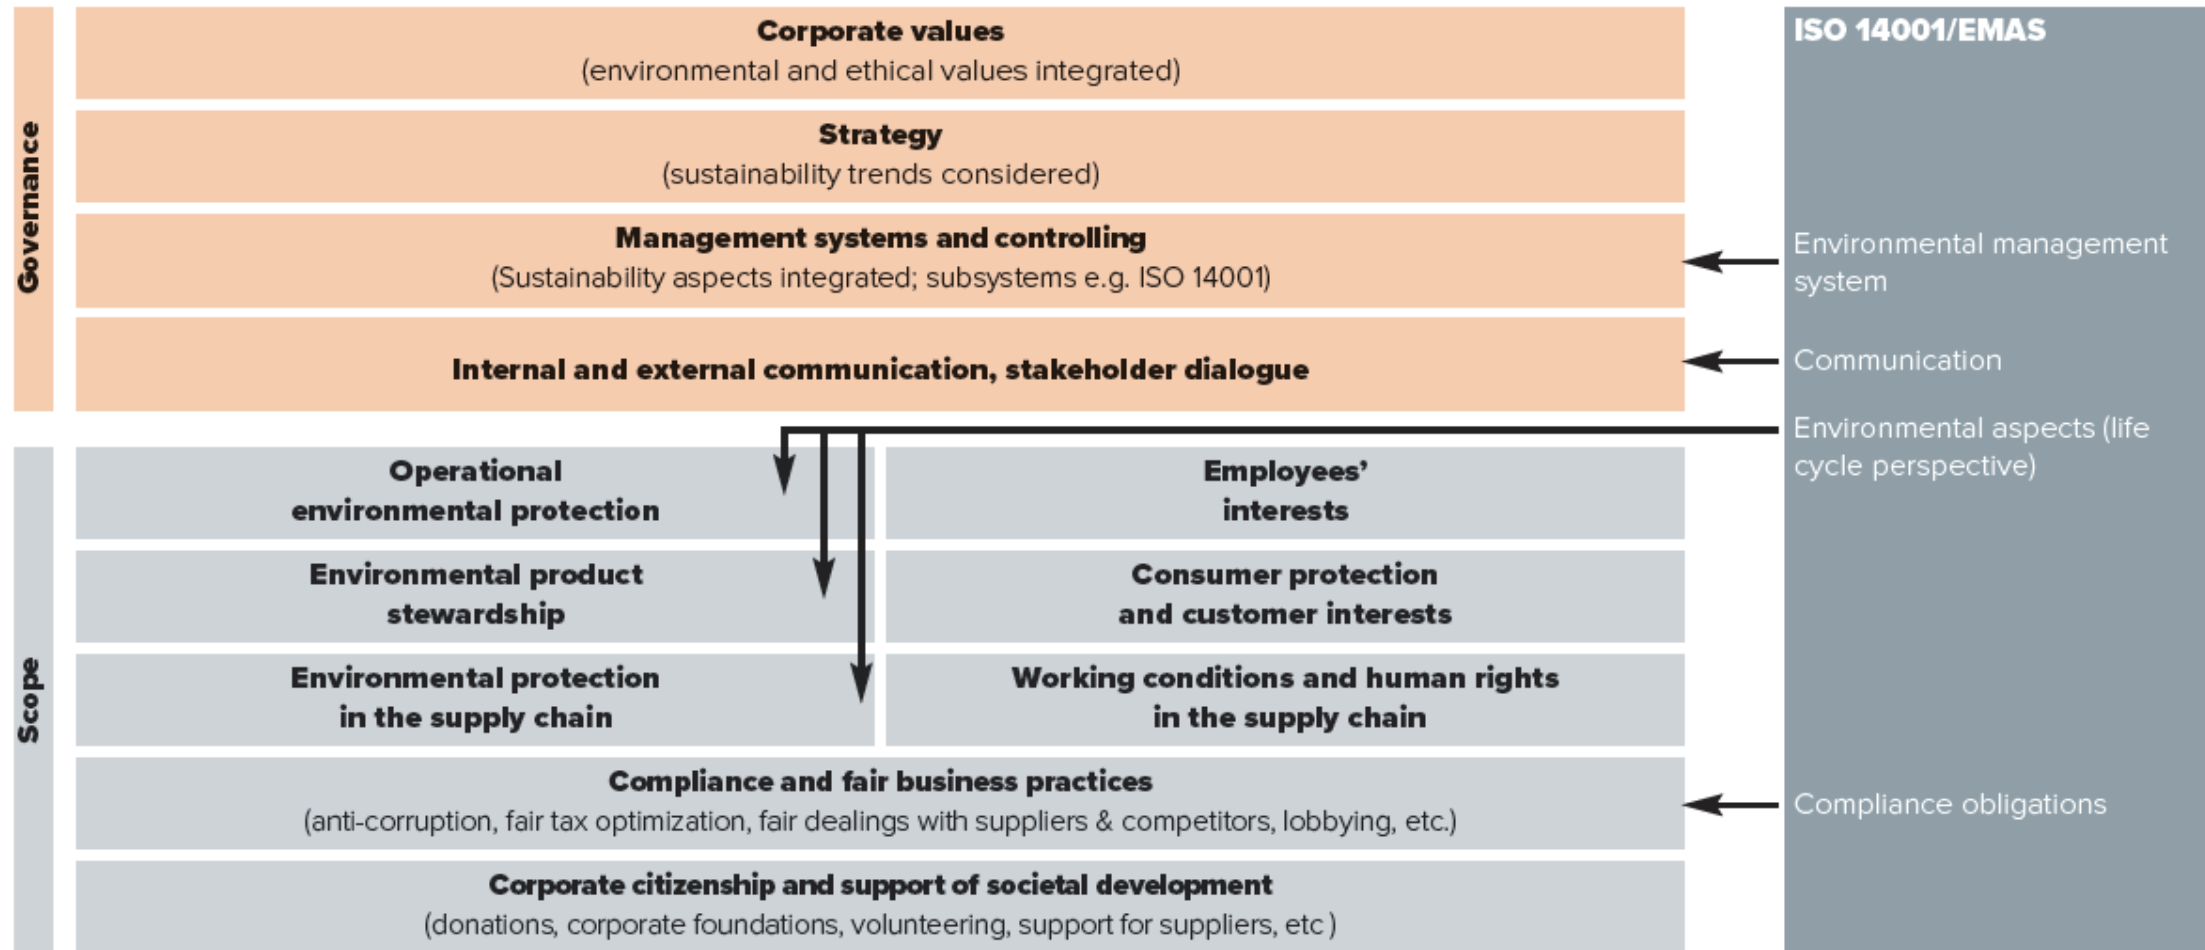 Governance
Corporate values
(environmental and ethical values integrated)
Strategy
(sustainability trends considered)
Management systems and controlling
(Sustainability aspects integrated; subsystems e.g. ISO 14001)
Internal and external communication, stakeholder dialogue
Scope
Operational
environmental protection
Employees’
interests
Environmental product
stewardship
Consumer protection
and customer interests
Environmental protection
in the supply chain
Working conditions and human rights
in the supply chain
Compliance and fair business practices
(anti-corruption, fair tax optimization, fair dealings with suppliers & competitors, lobbying, etc.)
Corporate citizenship and support of societal development
(donations, corporate foundations, volunteering, support for suppliers, etc )
ISO 14001/EMAS
Environmental management
system
Communication
Environmental aspects (life
cycle perspective)
Compliance obligations